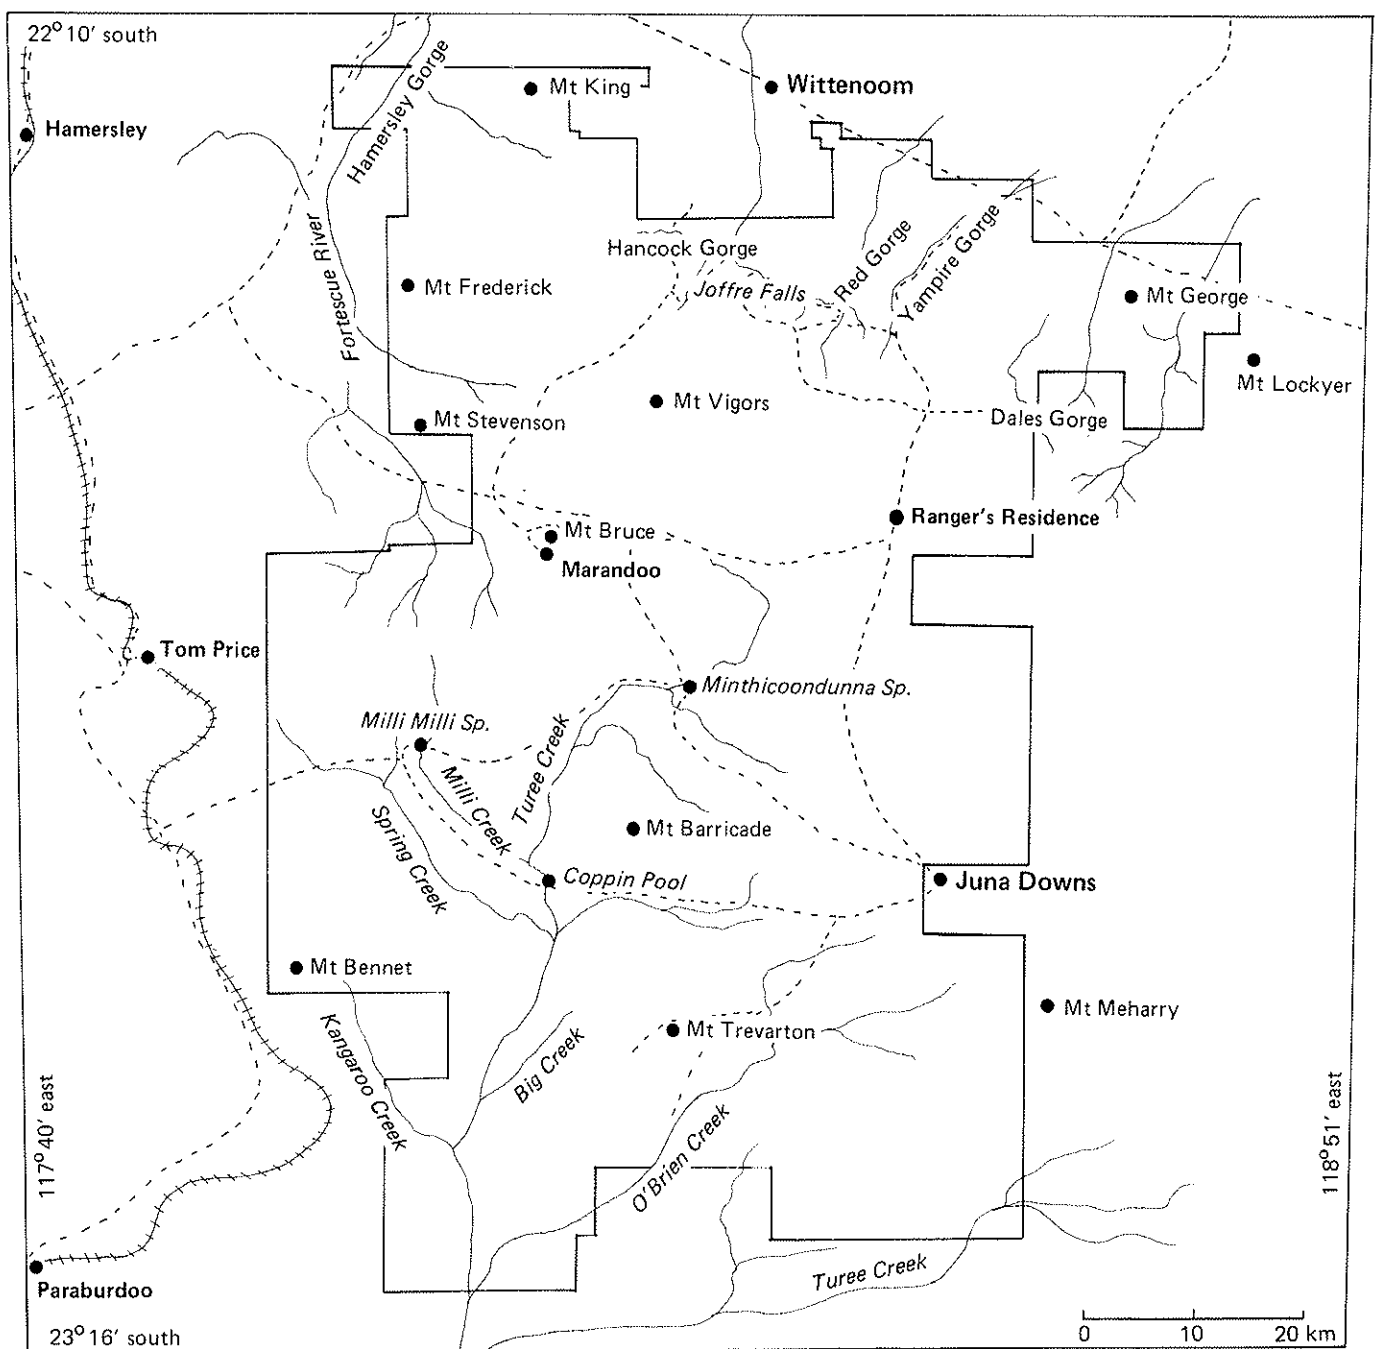 22° 10' south
Hamersley
Hamersley Gorge
Mt King
Wittenoom
Fortescue River
Hancock Gorge
Joffre Falls
Red Gorge
Yampire Gorge
Mt Frederick
Mt George
Mt Lockyer
Mt Vigors
Mt Stevenson
Dales Gorge
Ranger's Residence
Mt Bruce
Marandoo
Tom Price
Minthicoondunna Sp.
Milli Milli Sp.
Turee Creek
Milli Creek
Spring Creek
Mt Barricade
Coppin Pool
Juna Downs
Mt Bennet
Mt Meharry
Kangaroo Creek
Mt Trevarton
Big Creek
O'Brien Creek
117° 40' east
118° 51' east
Turee Creek
Paraburdoo
23° 16' south
0 10 20 km